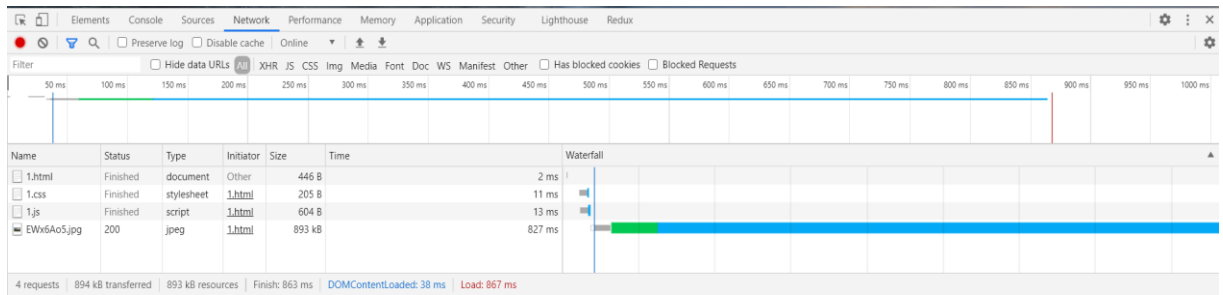 Elements Console Sources Network Performance Memory Application Security Lighthouse Redux
Preserve log Disable cache Online
Filter Hide data URLs All XHR JS CSS Img Media Font Doc WS Manifest Other Has blocked cookies Blocked Requests
50 ms 100 ms 150 ms 200 ms 250 ms 300 ms 350 ms 400 ms 450 ms 500 ms 550 ms 600 ms 650 ms 700 ms 750 ms 800 ms 850 ms 900 ms 950 ms 1000 ms
Name Status Type Initiator Size Time Waterfall
1.html Finished document Other 446 B 2 ms
1.css Finished stylesheet 1.html 205 B 11 ms
1.js Finished script 1.html 604 B 13 ms
EWx6Ao5.jpg 200 jpeg 1.html 893 kB 827 ms
4 requests 894 kB transferred 893 kB resources Finish: 863 ms DOMContentLoaded: 38 ms Load: 867 ms